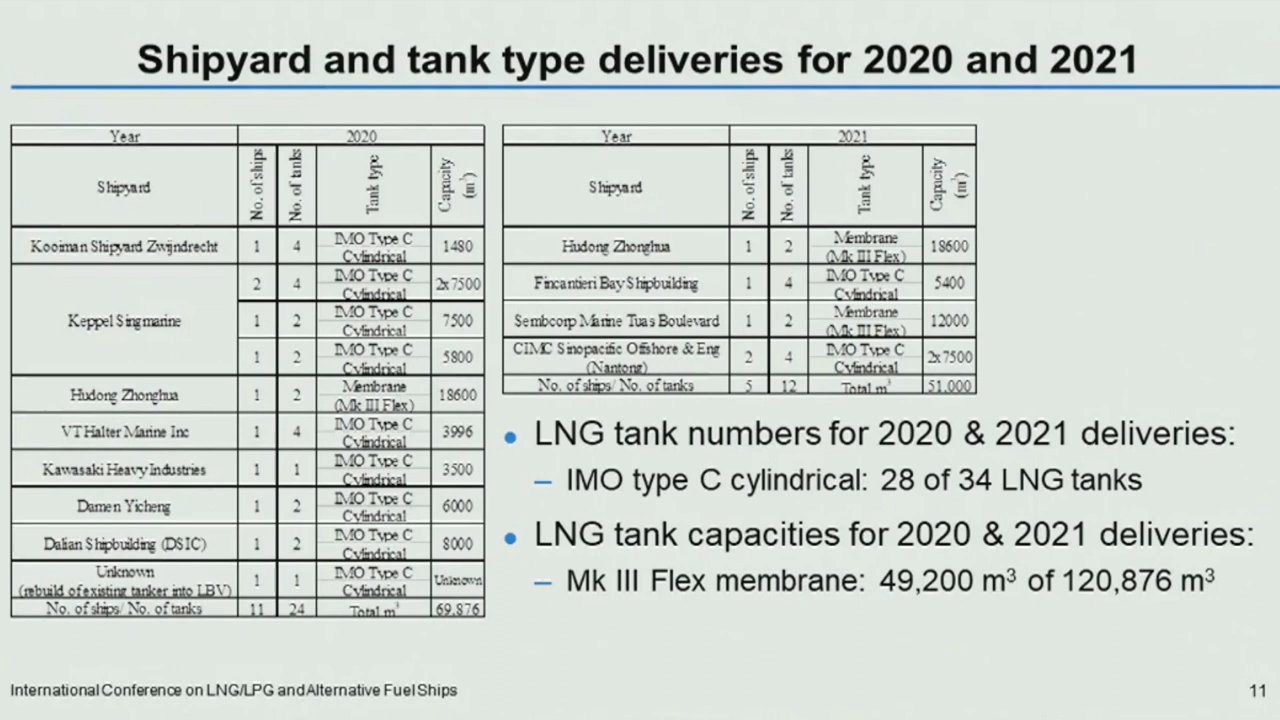 Shipyard and tank type deliveries for 2020 and 2021
Year 2020
Shipyard No. of ships No. of tanks Tank type Capacity (m³)
Kooiman Shipyard Zwijndrecht 1 4 IMO Type C Cylindrical 1480
Keppel Singmarine 2 4 IMO Type C Cylindrical 2x7500
1 2 IMO Type C Cylindrical 7500
1 2 IMO Type C Cylindrical 5800
Hudong Zhonghua 1 2 Membrane (Mk III Flex) 18600
VT Halter Marine Inc 1 4 IMO Type C Cylindrical 3996
Kawasaki Heavy Industries 1 1 IMO Type C Cylindrical 3500
Damen Yicheng 1 2 IMO Type C Cylindrical 6000
Dalian Shipbuilding (DSIC) 1 2 IMO Type C Cylindrical 8000
Unknown (rebuild of existing tanker into LBV) 1 1 IMO Type C Cylindrical Unknown
No. of ships/ No. of tanks 11 24 Total m³ 69,876
Year 2021
Shipyard No. of ships No. of tanks Tank type Capacity (m³)
Hudong Zhonghua 1 2 Membrane (Mk III Flex) 18600
Fincantieri Bay Shipbuilding 1 4 IMO Type C Cylindrical 5400
Sembcorp Marine Tuas Boulevard 1 2 Membrane (Mk III Flex) 12000
CIMC Sinopacific Offshore & Eng (Nantong) 2 4 IMO Type C Cylindrical 2x7500
No. of ships/ No. of tanks 5 12 Total m³ 51,000
• LNG tank numbers for 2020 & 2021 deliveries:
– IMO type C cylindrical: 28 of 34 LNG tanks
• LNG tank capacities for 2020 & 2021 deliveries:
– Mk III Flex membrane: 49,200 m³ of 120,876 m³
International Conference on LNG/LPG and Alternative Fuel Ships
11